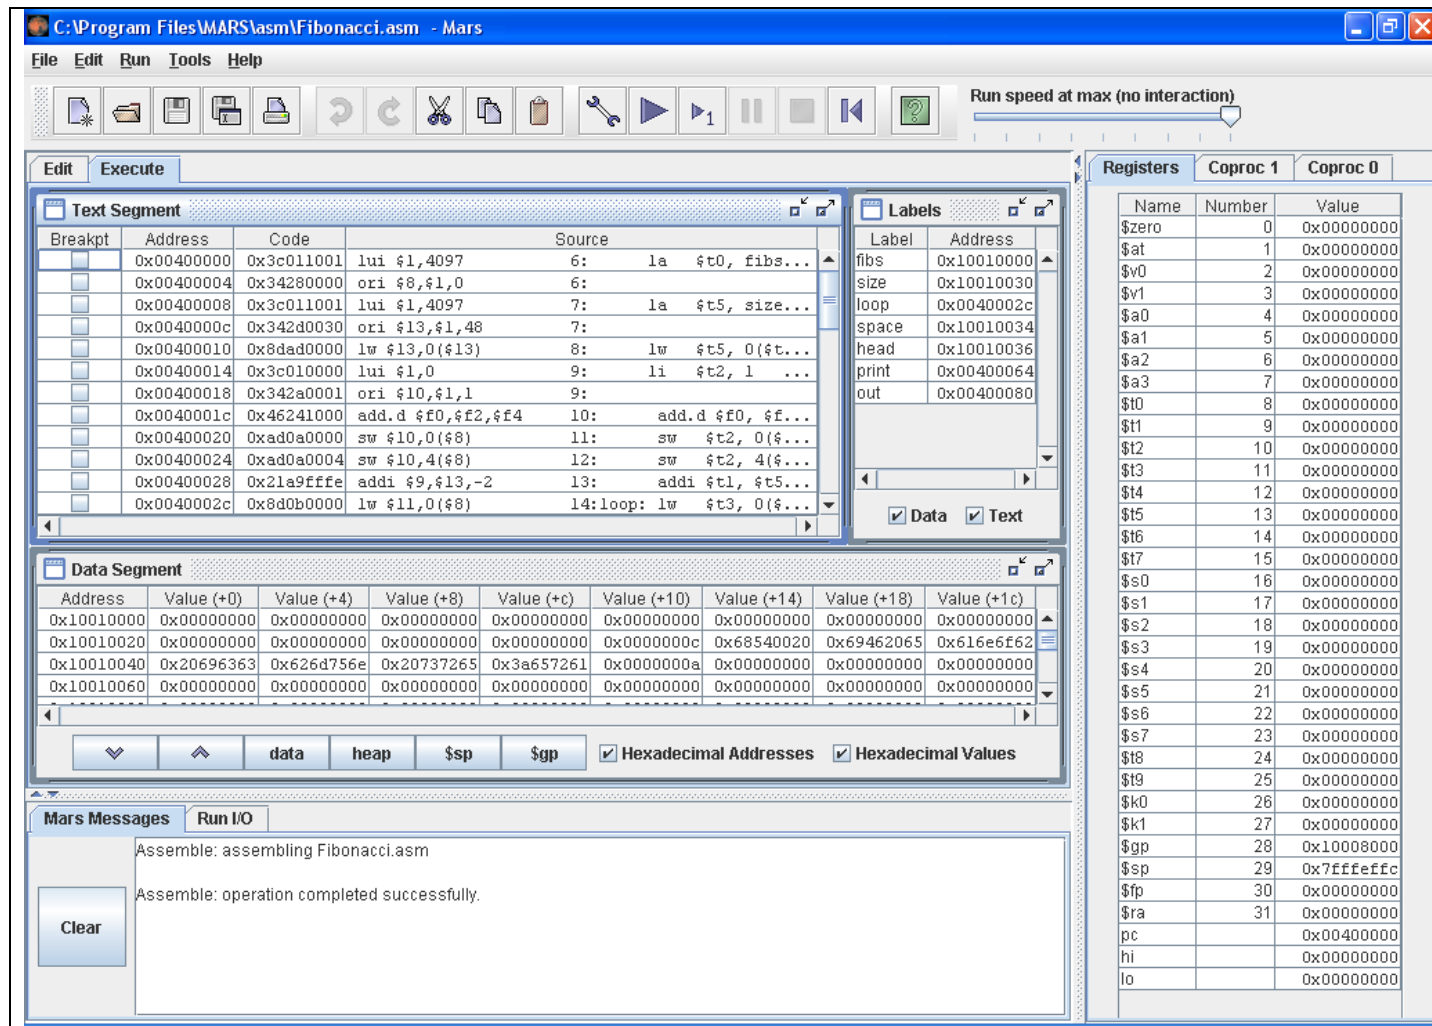 C:\Program Files\MARS\asm\Fibonacci.asm - Mars
File Edit Run Tools Help
Run speed at max (no interaction)
Edit Execute
Text Segment
Breakpt Address Code Source
0x00400000 0x3c011001 lui $1,4097 6: la $t0, fibs...
0x00400004 0x34280000 ori $8,$1,0 6:
0x00400008 0x3c011001 lui $1,4097 7: la $t5, size...
0x0040000c 0x342d0030 ori $13,$1,48 7:
0x00400010 0x8dad0000 lw $13,0($13) 8: lw $t5, 0($t...
0x00400014 0x3c010000 lui $1,0 9: li $t2, 1 ...
0x00400018 0x342a0001 ori $10,$1,1 9:
0x0040001c 0x46241000 add.d $f0,$f2,$f4 10: add.d $f0, $f...
0x00400020 0xad0a0000 sw $10,0($8) 11: sw $t2, 0($...
0x00400024 0xad0a0004 sw $10,4($8) 12: sw $t2, 4($...
0x00400028 0x21a9fffe addi $9,$13,-2 13: addi $t1, $t5...
0x0040002c 0x8d0b0000 lw $11,0($8) 14:loop: lw $t3, 0($...
Labels
Label Address
fibs 0x10010000
size 0x10010030
loop 0x0040002c
space 0x10010034
head 0x10010036
print 0x00400064
out 0x00400080
Data Text
Data Segment
Address Value (+0) Value (+4) Value (+8) Value (+c) Value (+10) Value (+14) Value (+18) Value (+1c)
0x10010000 0x00000000 0x00000000 0x00000000 0x00000000 0x00000000 0x00000000 0x00000000 0x00000000
0x10010020 0x00000000 0x00000000 0x00000000 0x00000000 0x0000000c 0x68540020 0x69462065 0x616e6f62
0x10010040 0x20696363 0x626d756e 0x20737265 0x3a657261 0x0000000a 0x00000000 0x00000000 0x00000000
0x10010060 0x00000000 0x00000000 0x00000000 0x00000000 0x00000000 0x00000000 0x00000000 0x00000000
data heap $sp $gp Hexadecimal Addresses Hexadecimal Values
Mars Messages Run I/O
Assemble: assembling Fibonacci.asm
Assemble: operation completed successfully.
Clear
Registers Coproc 1 Coproc 0
Name Number Value
$zero 0 0x00000000
$at 1 0x00000000
$v0 2 0x00000000
$v1 3 0x00000000
$a0 4 0x00000000
$a1 5 0x00000000
$a2 6 0x00000000
$a3 7 0x00000000
$t0 8 0x00000000
$t1 9 0x00000000
$t2 10 0x00000000
$t3 11 0x00000000
$t4 12 0x00000000
$t5 13 0x00000000
$t6 14 0x00000000
$t7 15 0x00000000
$s0 16 0x00000000
$s1 17 0x00000000
$s2 18 0x00000000
$s3 19 0x00000000
$s4 20 0x00000000
$s5 21 0x00000000
$s6 22 0x00000000
$s7 23 0x00000000
$t8 24 0x00000000
$t9 25 0x00000000
$k0 26 0x00000000
$k1 27 0x00000000
$gp 28 0x10008000
$sp 29 0x7fffeffc
$fp 30 0x00000000
$ra 31 0x00000000
pc 0x00400000
hi 0x00000000
lo 0x00000000